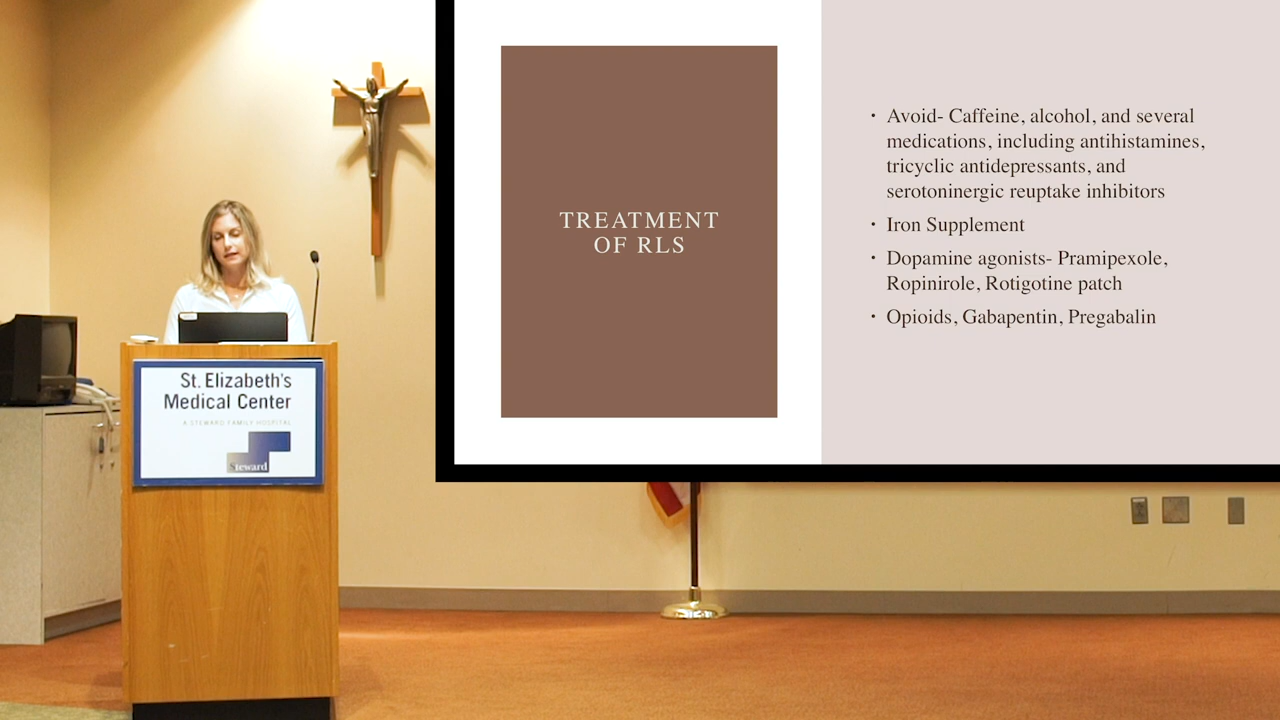 TREATMENT
OF RLS
· Avoid- Caffeine, alcohol, and several
medications, including antihistamines,
tricyclic antidepressants, and
serotoninergic reuptake inhibitors
· Iron Supplement
· Dopamine agonists- Pramipexole,
Ropinirole, Rotigotine patch
· Opioids, Gabapentin, Pregabalin
St. Elizabeth's
Medical Center
A STEWARD FAMILY HOSPITAL
Steward